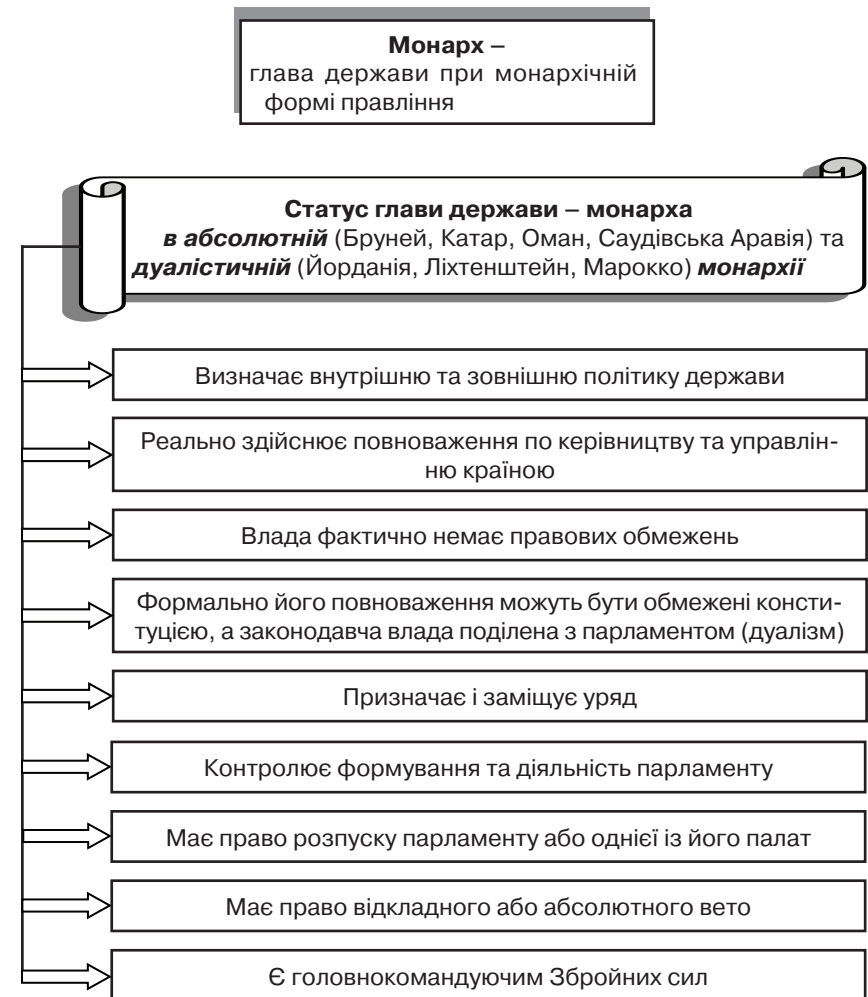 Монарх –
глава держави при монархічній
формі правління
Статус глави держави – монарха
в абсолютній (Бруней, Катар, Оман, Саудівська Аравія) та
дуалістичній (Йорданія, Ліхтенштейн, Марокко) монархії
Визначає внутрішню та зовнішню політику держави
Реально здійснює повноваження по керівництву та управлін-
ню країною
Влада фактично немає правових обмежень
Формально його повноваження можуть бути обмежені консти-
туцією, а законодавча влада поділена з парламентом (дуалізм)
Призначає і заміщує уряд
Контролює формування та діяльність парламенту
Має право розпуску парламенту або однієї із його палат
Має право відкладного або абсолютного вето
Є головнокомандуючим Збройних сил